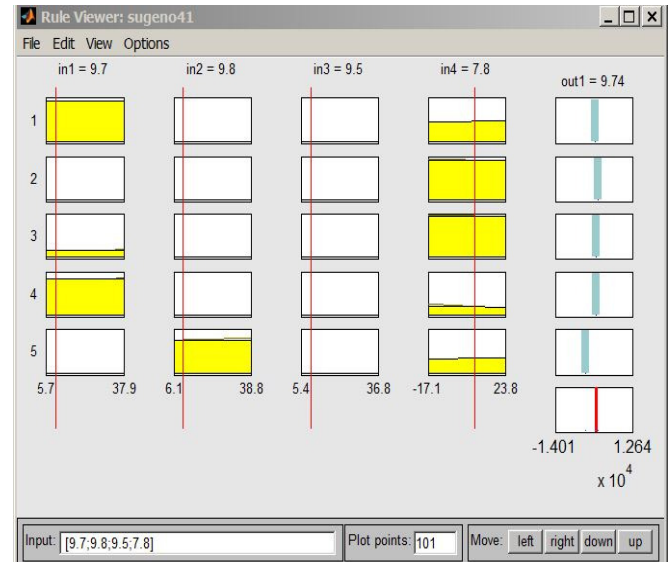 Rule Viewer: sugeno41
File Edit View Options
in1 = 9.7 in2 = 9.8 in3 = 9.5 in4 = 7.8 out1 = 9.74
1
2
3
4
5
5.7 37.9 6.1 38.8 5.4 36.8 -17.1 23.8
-1.401 1.264
x 10^4
Input: [9.7;9.8;9.5;7.8] Plot points: 101 Move: left right down up